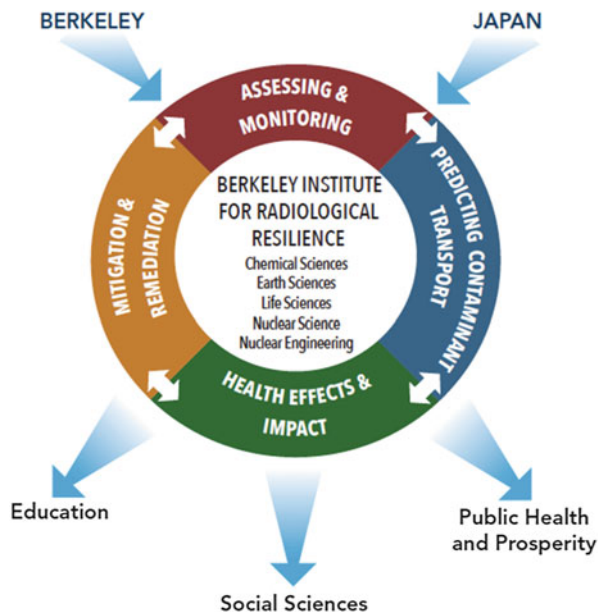 BERKELEY
JAPAN
ASSESSING &
MONITORING
PREDICTING CONTAMINANT
TRANSPORT
MITIGATION &
REMEDIATION
BERKELEY INSTITUTE
FOR RADIOLOGICAL
RESILIENCE
Chemical Sciences
Earth Sciences
Life Sciences
Nuclear Science
Nuclear Engineering
HEALTH EFFECTS &
IMPACT
Education
Public Health
and Prosperity
Social Sciences